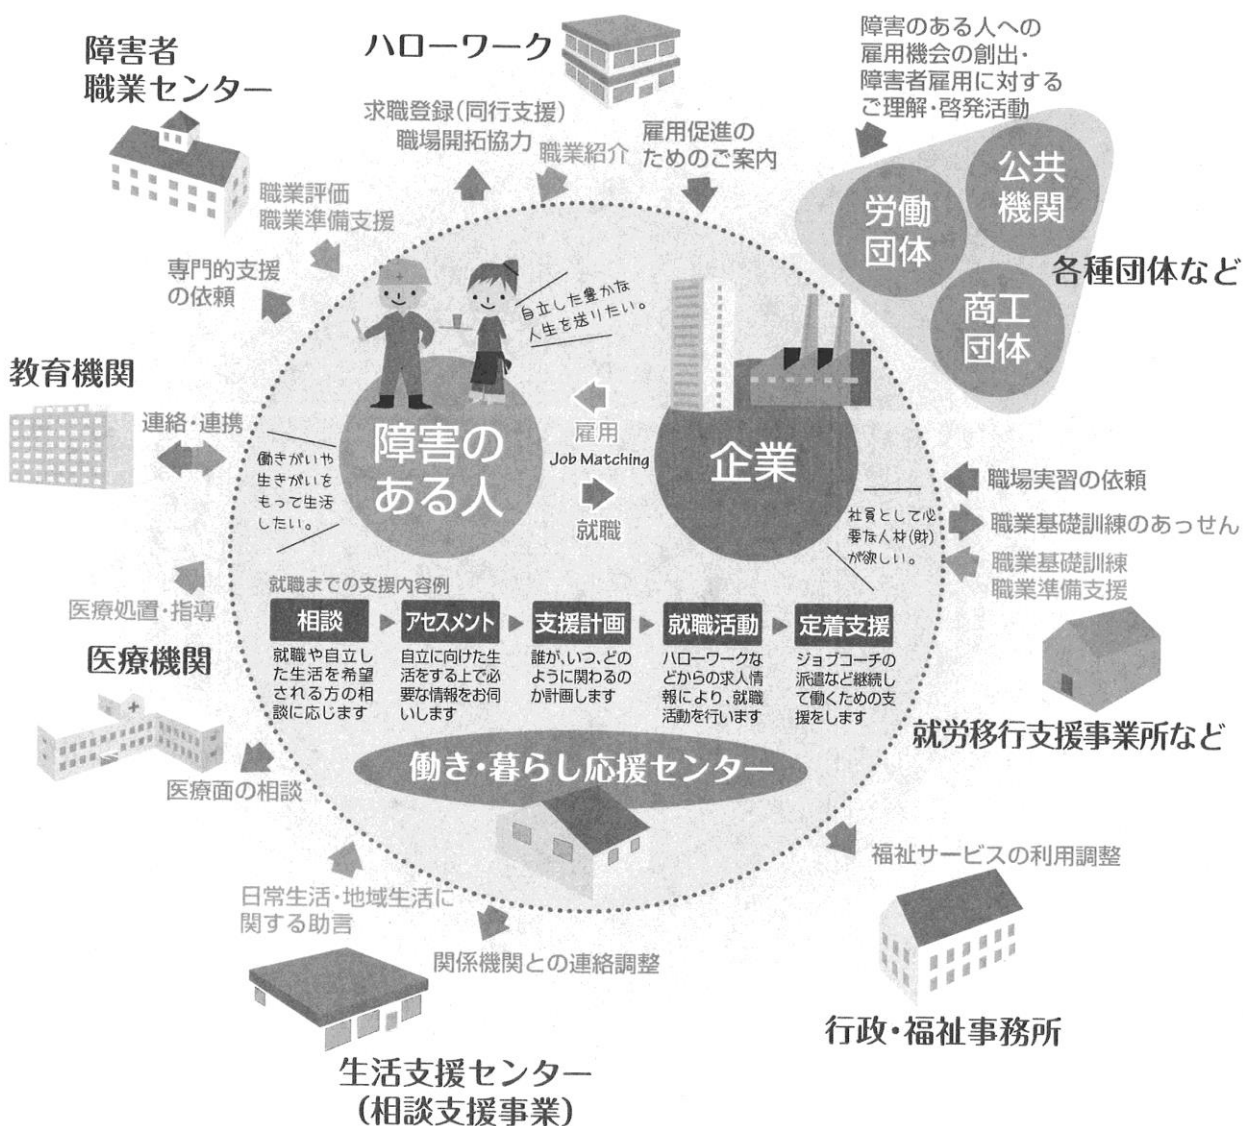 障害者
職業センター
ハローワーク
障害のある人への
雇用機会の創出・
障害者雇用に対する
ご理解・啓発活動
求職登録(同行支援)
職場開拓協力
職業紹介
雇用促進の
ためのご案内
公共
機関
労働
団体
商工
団体
各種団体など
職業評価
職業準備支援
専門的支援
の依頼
自立した豊かな
人生を送りたい。
教育機関
連絡・連携
障害の
ある人
働きがいや
生きがいを
もって生活
したい。
雇用
Job Matching
就職
企業
社員として必
要な人材(財)
が欲しい。
職場実習の依頼
職業基礎訓練のあっせん
職業基礎訓練
職業準備支援
就労移行支援事業所など
医療処置・指導
医療機関
医療面の相談
就職までの支援内容例
相談
就職や自立し
た生活を希望
される方の相
談に応じます
アセスメント
自立に向けた生
活をする上で必
要な情報をお伺
いします
支援計画
誰が、いつ、どの
ように関わるの
か計画します
就職活動
ハローワークな
どからの求人情
報により、就職
活動を行います
定着支援
ジョブコーチの
派遣など継続し
て働くための支
援をします
働き・暮らし応援センター
日常生活・地域生活に
関する助言
関係機関との連絡調整
生活支援センター
(相談支援事業)
福祉サービスの利用調整
行政・福祉事務所